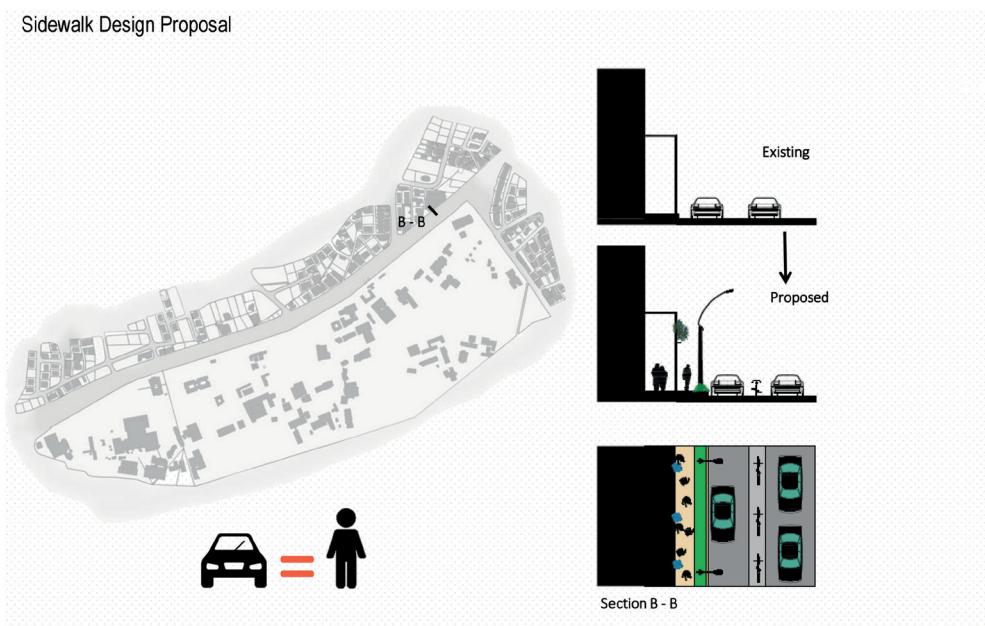 Sidewalk Design Proposal
Existing
B - B
Proposed
Section B - B